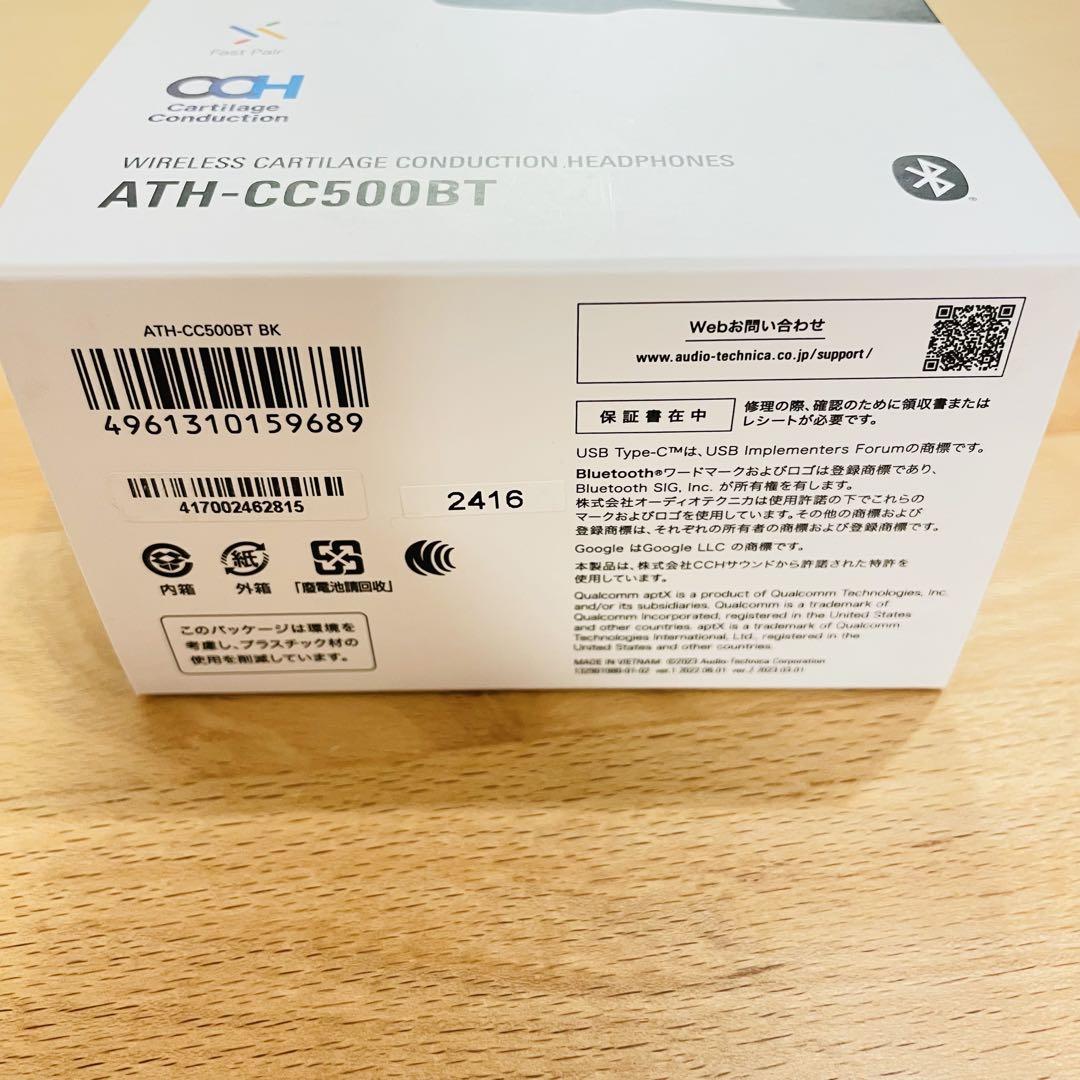 Fast Pair
CCH
Cartilage
Conduction
WIRELESS CARTILAGE CONDUCTION HEADPHONES
ATH-CC500BT
ATH-CC500BT BK
4961310159689
417002462815
2416
紙
内箱
外箱
「廢電池請回收」
このパッケージは環境を
考慮し、プラスチック材の
使用を削減しています。
Webお問い合わせ
www.audio-technica.co.jp/support/
保証書在中
修理の際、確認のために領収書または
レシートが必要です。
USB Type-C™は、USB Implementers Forumの商標です。
Bluetooth®ワードマークおよびロゴは登録商標であり、
Bluetooth SIG, Inc. が所有権を有します。
株式会社オーディオテクニカは使用許諾の下でこれらの
マークおよびロゴを使用しています。その他の商標および
登録商標は、それぞれの所有者の商標および登録商標です。
Google はGoogle LLC の商標です。
本製品は、株式会社CCHサウンドから許諾された特許を
使用しています。
Qualcomm aptX is a product of Qualcomm Technologies, Inc.
and/or its subsidiaries. Qualcomm is a trademark of
Qualcomm Incorporated, registered in the United States
and other countries. aptX is a trademark of Qualcomm
Technologies International, Ltd., registered in the
United States and other countries.
MADE IN VIETNAM ©2023 Audio-Technica Corporation
ver.1 2022.06.01 ver.2 2023.03.01